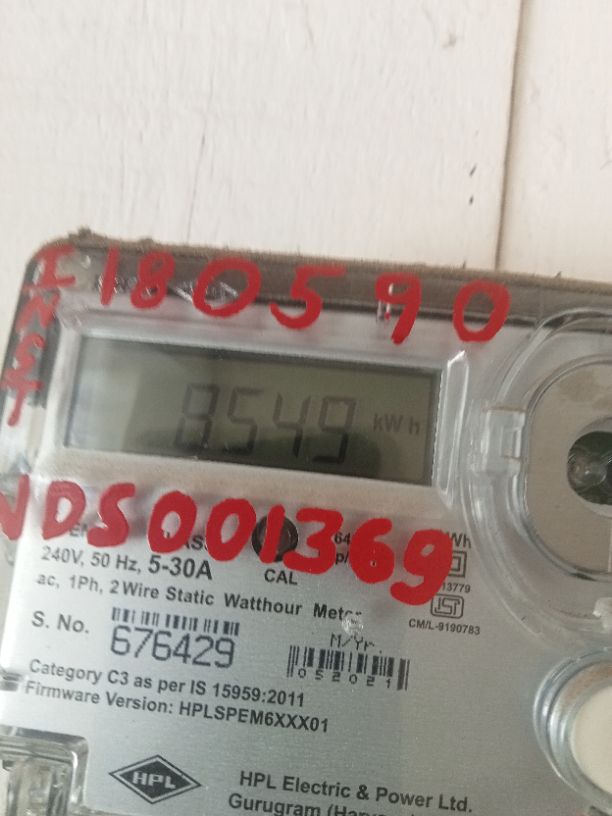 I 180590
NST
8549 kWh
NDS001369
240V, 50 Hz, 5-30A
CAL
ac, 1Ph, 2 Wire Static Watthour Meter
CM/L-9190783
S. No. 676429
M/Yr.
052021
Category C3 as per IS 15959:2011
Firmware Version: HPLSPEM6XXX01
HPL
HPL Electric & Power Ltd.
Gurugram